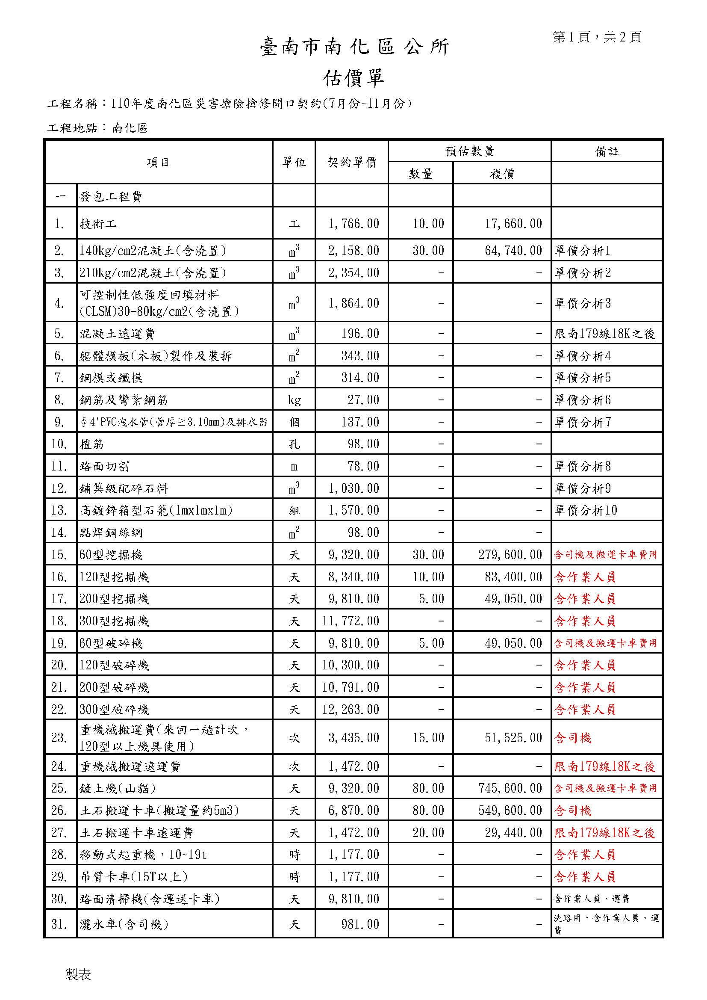 第1頁，共2頁
臺南市南化區公所
估價單
工程名稱：110年度南化區災害搶險搶修開口契約(7月份~11月份)
工程地點：南化區
項目 單位 契約單價 預估數量 備註
數量 複價
一 發包工程費
1. 技術工 工 1,766.00 10.00 17,660.00
2. 140kg/cm2混凝土(含澆置) m³ 2,158.00 30.00 64,740.00 單價分析1
3. 210kg/cm2混凝土(含澆置) m³ 2,354.00 - - 單價分析2
4. 可控制性低強度回填材料
(CLSM)30-80kg/cm2(含澆置) m³ 1,864.00 - - 單價分析3
5. 混凝土遠運費 m³ 196.00 - - 限南179線18K之後
6. 軀體模板(木板)製作及裝拆 m² 343.00 - - 單價分析4
7. 鋼模或鐵模 m² 314.00 - - 單價分析5
8. 鋼筋及彎紮鋼筋 kg 27.00 - - 單價分析6
9. ∮4"PVC洩水管(管厚≧3.10mm)及排水器 個 137.00 - - 單價分析7
10. 植筋 孔 98.00 - -
11. 路面切割 m 78.00 - - 單價分析8
12. 鋪築級配碎石料 m³ 1,030.00 - - 單價分析9
13. 高鍍鋅箱型石籠(1mx1mx1m) 組 1,570.00 - - 單價分析10
14. 點焊鋼絲網 m² 98.00 - -
15. 60型挖掘機 天 9,320.00 30.00 279,600.00 含司機及搬運卡車費用
16. 120型挖掘機 天 8,340.00 10.00 83,400.00 含作業人員
17. 200型挖掘機 天 9,810.00 5.00 49,050.00 含作業人員
18. 300型挖掘機 天 11,772.00 - - 含作業人員
19. 60型破碎機 天 9,810.00 5.00 49,050.00 含司機及搬運卡車費用
20. 120型破碎機 天 10,300.00 - - 含作業人員
21. 200型破碎機 天 10,791.00 - - 含作業人員
22. 300型破碎機 天 12,263.00 - - 含作業人員
23. 重機械搬運費(來回一趟計次，
120型以上機具使用) 次 3,435.00 15.00 51,525.00 含司機
24. 重機械搬運遠運費 次 1,472.00 - - 限南179線18K之後
25. 鏟土機(山貓) 天 9,320.00 80.00 745,600.00 含司機及搬運卡車費用
26. 土石搬運卡車(搬運量約5m3) 天 6,870.00 80.00 549,600.00 含司機
27. 土石搬運卡車遠運費 天 1,472.00 20.00 29,440.00 限南179線18K之後
28. 移動式起重機，10~19t 時 1,177.00 - - 含作業人員
29. 吊臂卡車(15T以上) 時 1,177.00 - - 含作業人員
30. 路面清掃機(含運送卡車) 天 9,810.00 - - 含作業人員、運費
31. 灑水車(含司機) 天 981.00 - - 洗路用，含作業人員、運
費
製表